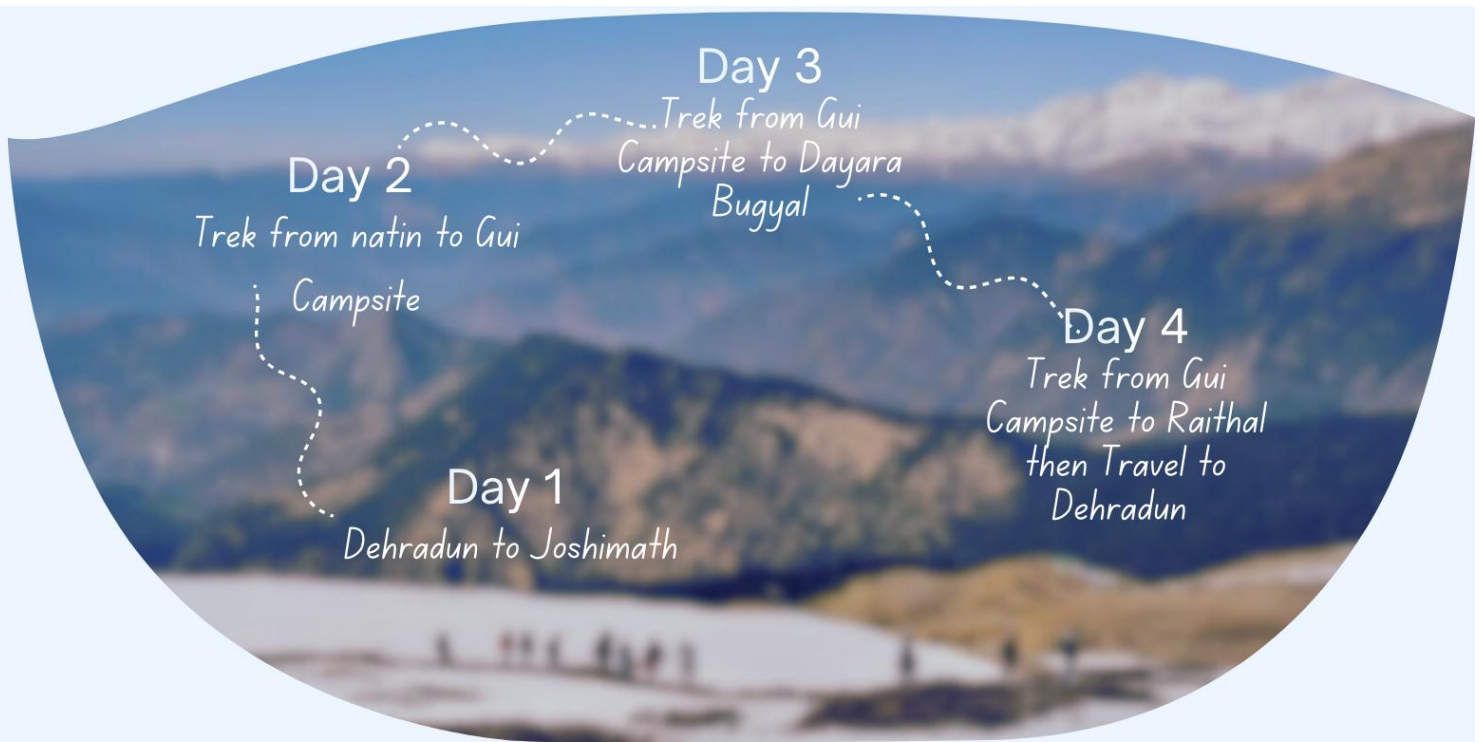 Day 1
Dehradun to Joshimath
Day 2
Trek from natin to Gui
Campsite
Day 3
Trek from Gui
Campsite to Dayara
Bugyal
Day 4
Trek from Gui
Campsite to Raithal
then Travel to
Dehradun